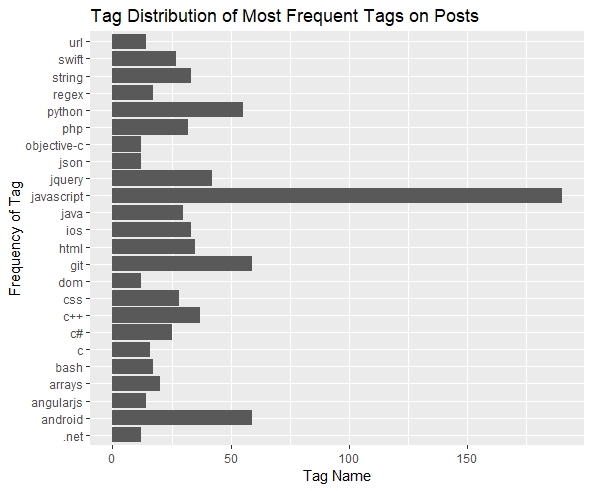 Tag Distribution of Most Frequent Tags on Posts
url
swift
string
regex
python
php
objective-c
json
jquery
javascript
java
ios
html
git
dom
css
c++
c#
c
bash
arrays
angularjs
android
.net
Frequency of Tag
0 50 100 150
Tag Name